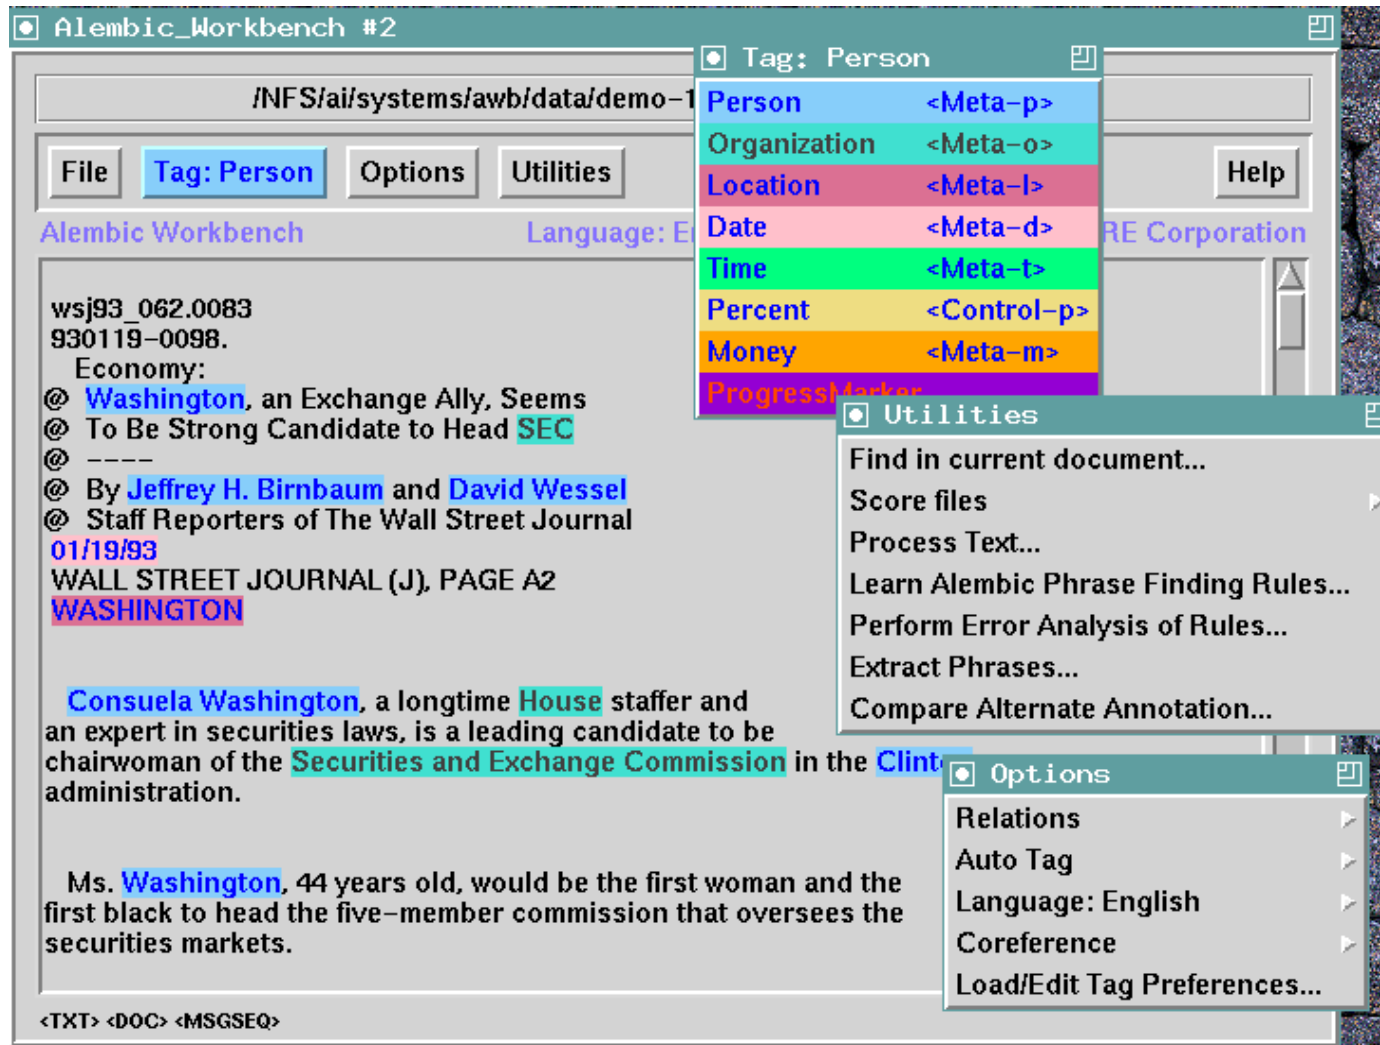 Alembic_Workbench #2
/NFS/ai/systems/awb/data/demo-1
File Tag: Person Options Utilities Help
Alembic Workbench Language: RE Corporation
Tag: Person
Person <Meta-p>
Organization <Meta-o>
Location <Meta-l>
Date <Meta-d>
Time <Meta-t>
Percent <Control-p>
Money <Meta-m>
ProgressMarker
wsj93_062.0083
930119-0098.
Economy:
@ Washington, an Exchange Ally, Seems
@ To Be Strong Candidate to Head SEC
@ ----
@ By Jeffrey H. Birnbaum and David Wessel
@ Staff Reporters of The Wall Street Journal
01/19/93
WALL STREET JOURNAL (J), PAGE A2
WASHINGTON
Consuela Washington, a longtime House staffer and
an expert in securities laws, is a leading candidate to be
chairwoman of the Securities and Exchange Commission in the Clint
administration.
Ms. Washington, 44 years old, would be the first woman and the
first black to head the five-member commission that oversees the
securities markets.
<TXT> <DOC> <MSGSEQ>
Utilities
Find in current document...
Score files
Process Text...
Learn Alembic Phrase Finding Rules...
Perform Error Analysis of Rules...
Extract Phrases...
Compare Alternate Annotation...
Options
Relations
Auto Tag
Language: English
Coreference
Load/Edit Tag Preferences...